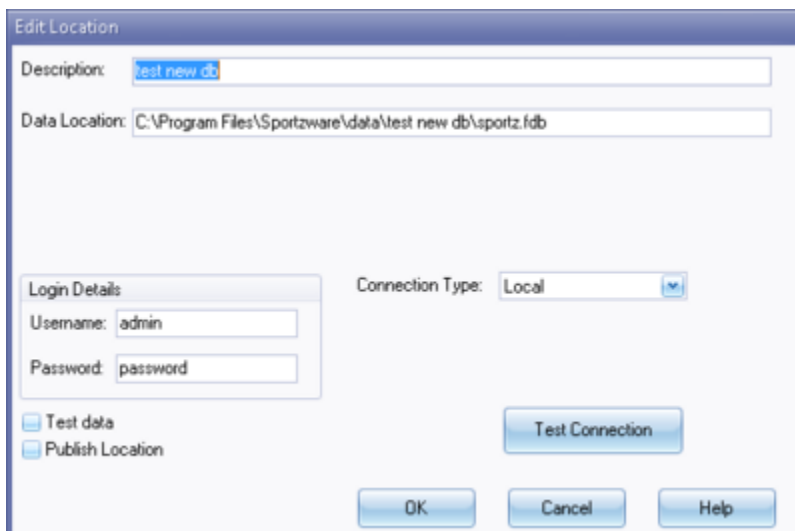 Edit Location
Description: test new db
Data Location: C:\Program Files\Sportzware\data\test new db\sportz.fdb
Login Details
Connection Type: Local
Username: admin
Password: password
Test data
Publish Location
Test Connection
OK Cancel Help